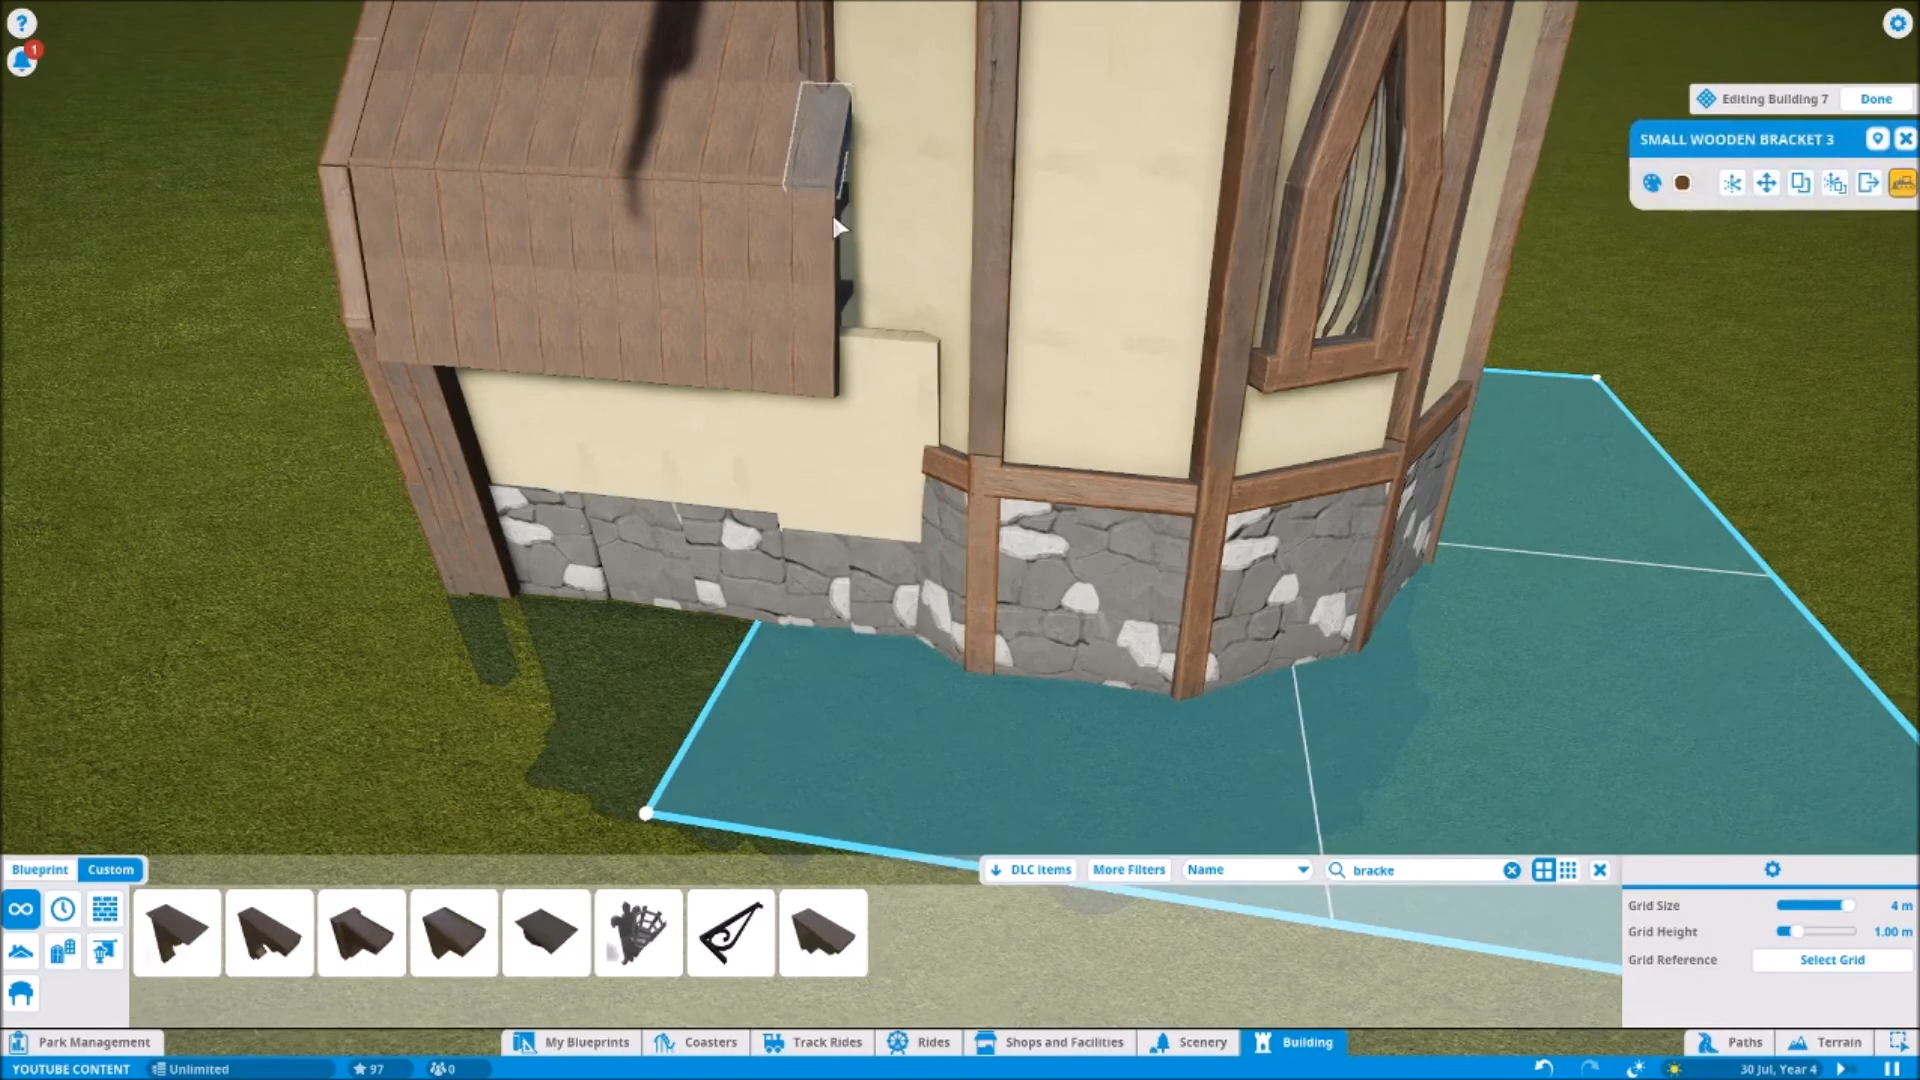 ?
1
Editing Building 7
Done
SMALL WOODEN BRACKET 3
Blueprint
Custom
DLC items
More Filters
Name
bracke
Grid Size
4 m
Grid Height
1.00 m
Grid Reference
Select Grid
Park Management
My Blueprints
Coasters
Track Rides
Rides
Shops and Facilities
Scenery
Building
Paths
Terrain
YOUTUBE CONTENT
Unlimited
97
0
30 Jul, Year 4